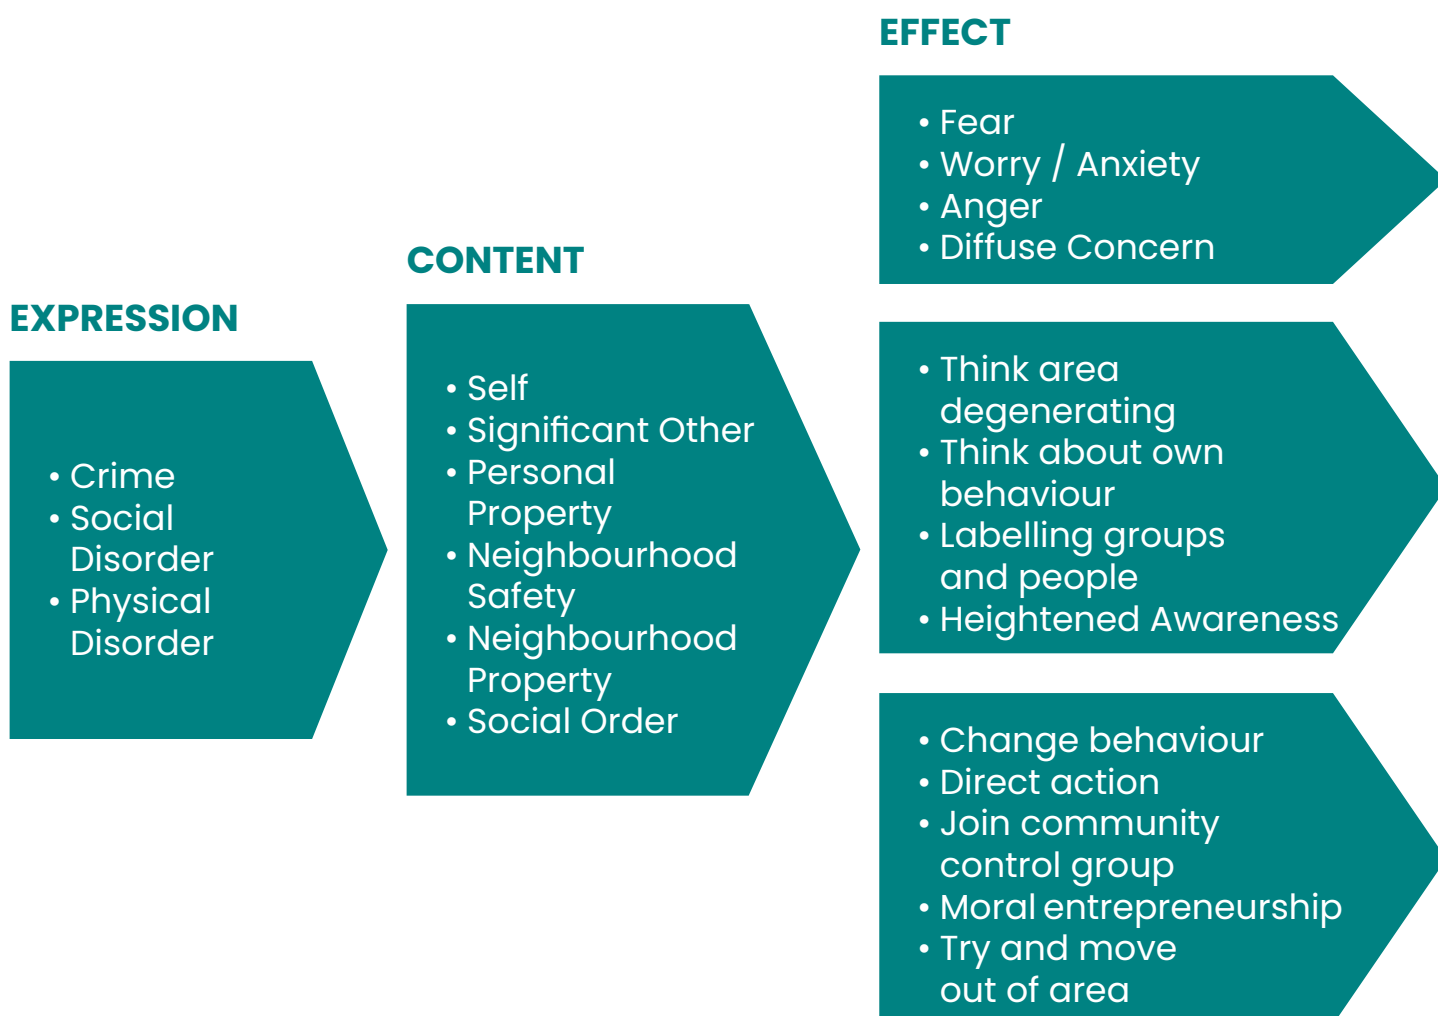 EXPRESSION
• Crime
• Social
Disorder
• Physical
Disorder
CONTENT
• Self
• Significant Other
• Personal
Property
• Neighbourhood
Safety
• Neighbourhood
Property
• Social Order
EFFECT
• Fear
• Worry / Anxiety
• Anger
• Diffuse Concern
• Think area
degenerating
• Think about own
behaviour
• Labelling groups
and people
• Heightened Awareness
• Change behaviour
• Direct action
• Join community
control group
• Moral entrepreneurship
• Try and move
out of area